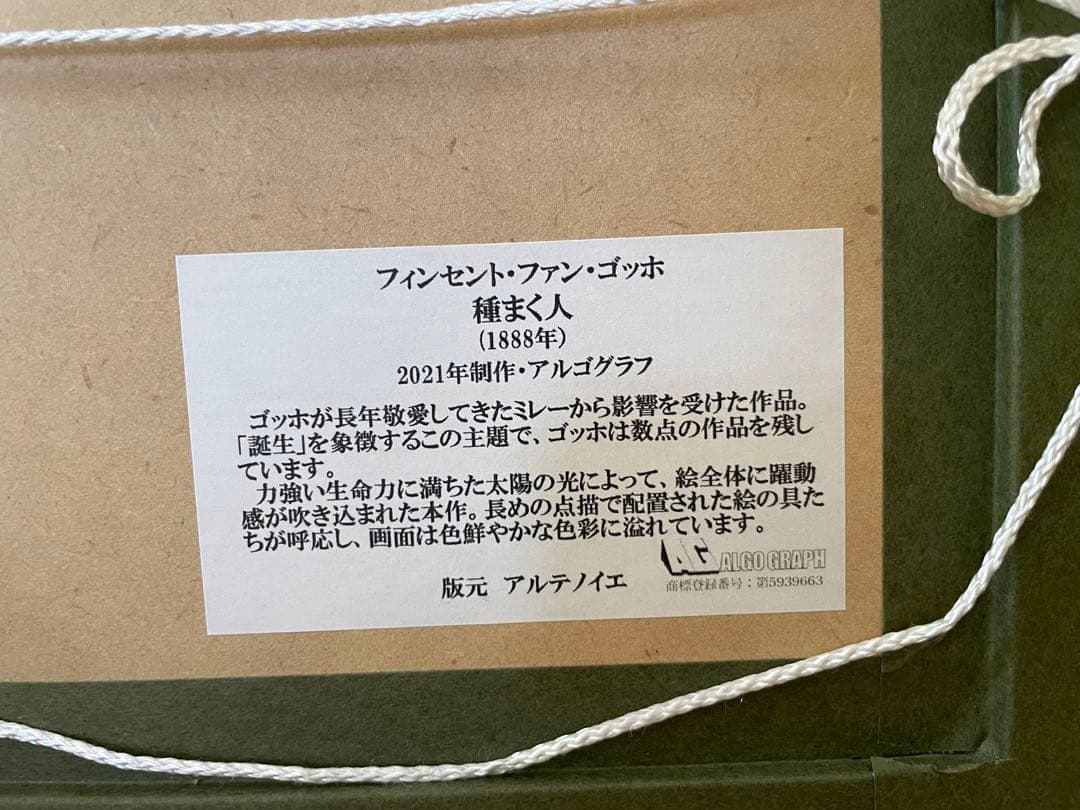 フィンセント・ファン・ゴッホ
種まく人
(1888年)
2021年制作・アルゴグラフ
ゴッホが長年敬愛してきたミレーから影響を受けた作品。
「誕生」を象徴するこの主題で、ゴッホは数点の作品を残し
ています。
力強い生命力に満ちた太陽の光によって、絵全体に躍動
感が吹き込まれた本作。長めの点描で配置された絵の具た
ちが呼応し、画面は色鮮やかな色彩に溢れています。
AG ALGO GRAPH
版元 アルテノイエ
商標登録番号：第5939663